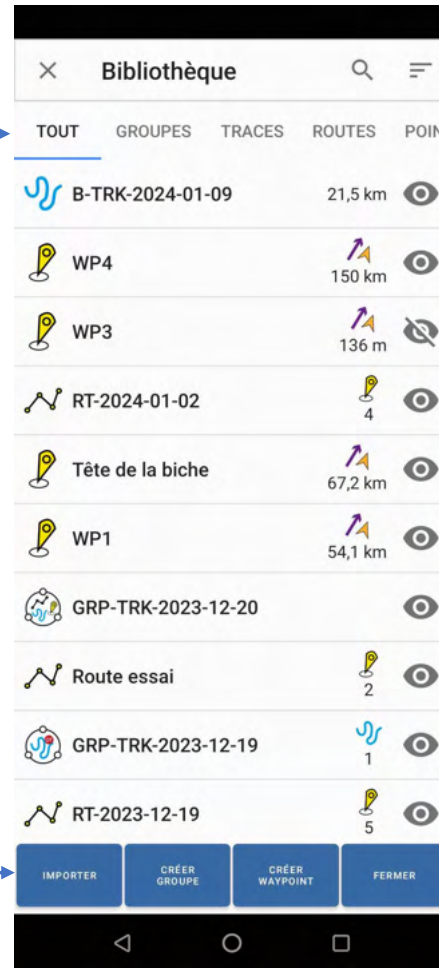 Bibliothèque
TOUT GROUPES TRACES ROUTES POIN
B-TRK-2024-01-09 21,5 km
WP4 150 km
WP3 136 m
RT-2024-01-02 4
Tête de la biche 67,2 km
WP1 54,1 km
GRP-TRK-2023-12-20
Route essai 2
GRP-TRK-2023-12-19 1
RT-2023-12-19 5
IMPORTER CRÉER GROUPE CRÉER WAYPOINT FERMER